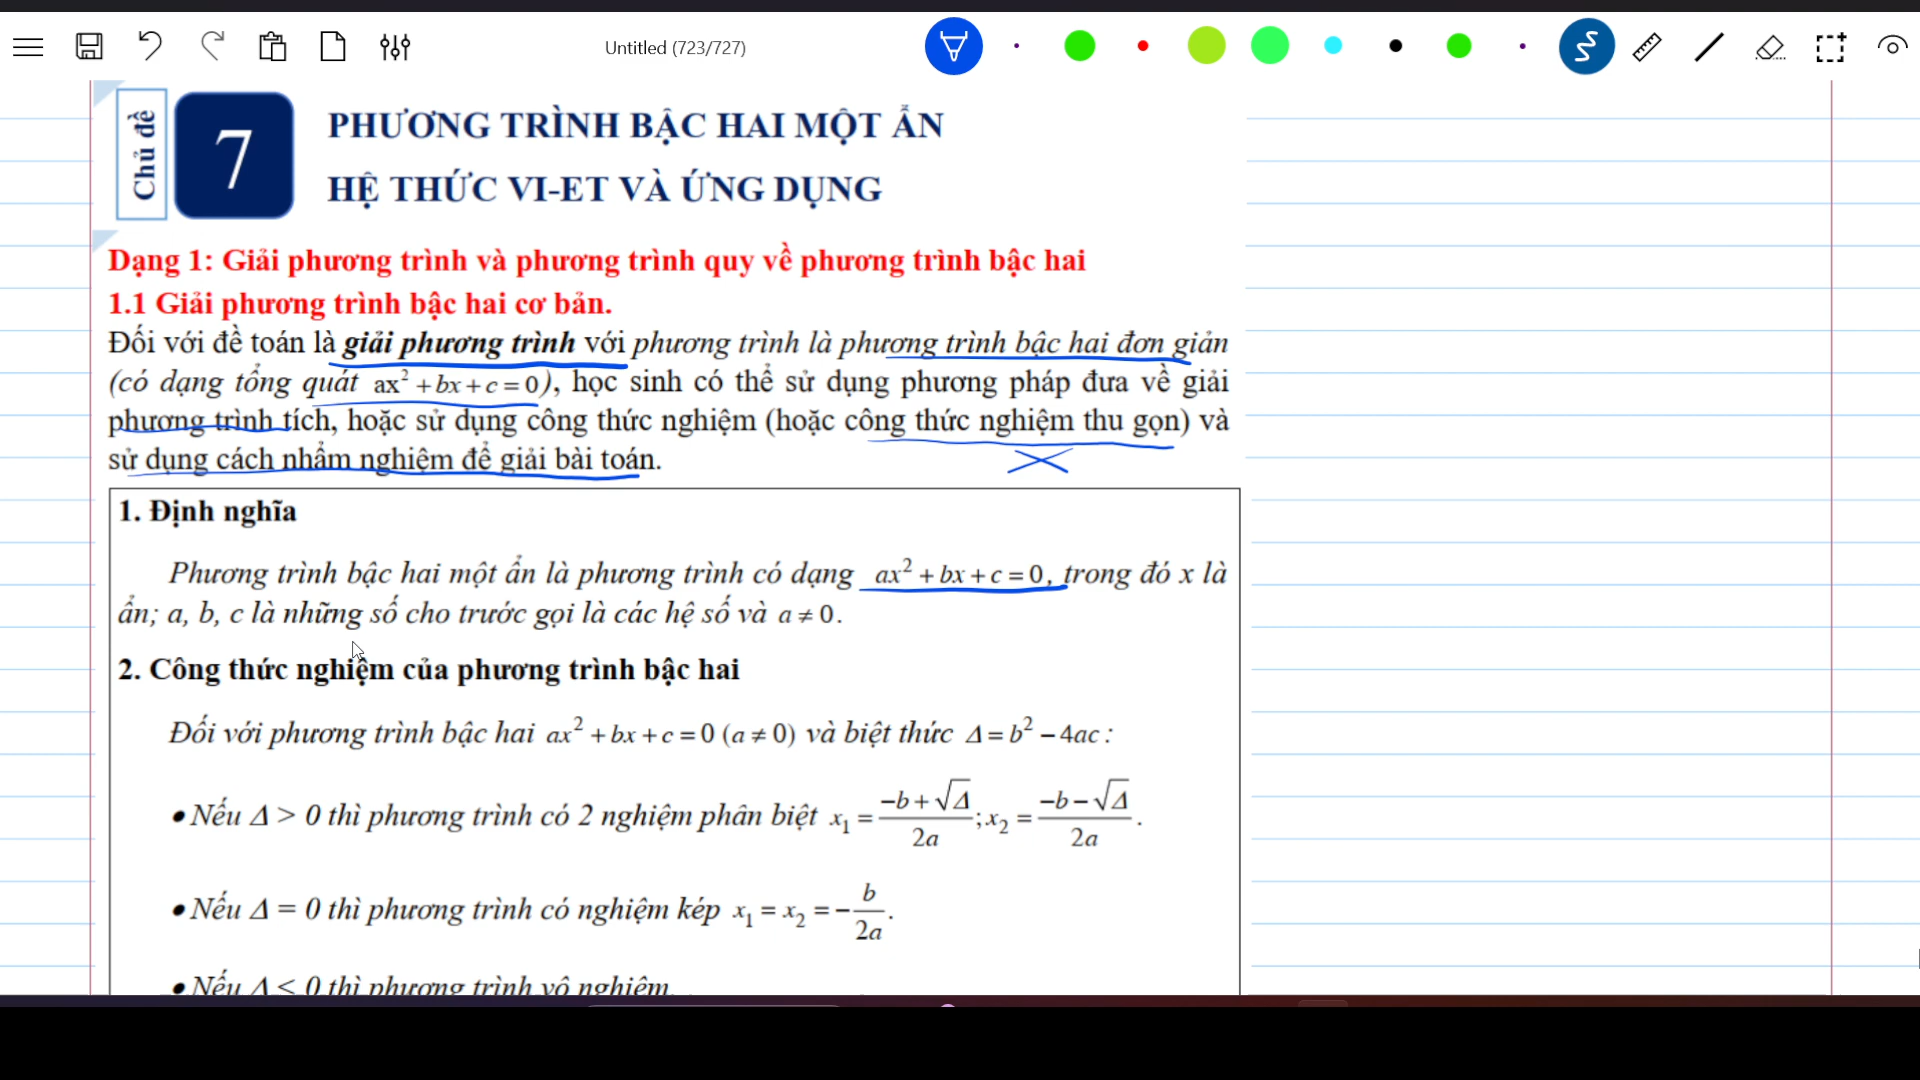 Untitled (723/727)
Chủ đề
7
PHƯƠNG TRÌNH BẬC HAI MỘT ẨN
HỆ THỨC VI-ET VÀ ỨNG DỤNG
Dạng 1: Giải phương trình và phương trình quy về phương trình bậc hai
1.1 Giải phương trình bậc hai cơ bản.
Đối với đề toán là giải phương trình với phương trình là phương trình bậc hai đơn giản
(có dạng tổng quát ax² + bx + c = 0), học sinh có thể sử dụng phương pháp đưa về giải
phương trình tích, hoặc sử dụng công thức nghiệm (hoặc công thức nghiệm thu gọn) và
sử dụng cách nhẩm nghiệm để giải bài toán.
1. Định nghĩa
Phương trình bậc hai một ẩn là phương trình có dạng ax² + bx + c = 0, trong đó x là
ẩn; a, b, c là những số cho trước gọi là các hệ số và a ≠ 0.
2. Công thức nghiệm của phương trình bậc hai
Đối với phương trình bậc hai ax² + bx + c = 0 (a ≠ 0) và biệt thức Δ = b² – 4ac :
• Nếu Δ > 0 thì phương trình có 2 nghiệm phân biệt x₁ = (–b + √Δ)/2a ; x₂ = (–b – √Δ)/2a .
• Nếu Δ = 0 thì phương trình có nghiệm kép x₁ = x₂ = –b/2a .
• Nếu Δ < 0 thì phương trình vô nghiệm.